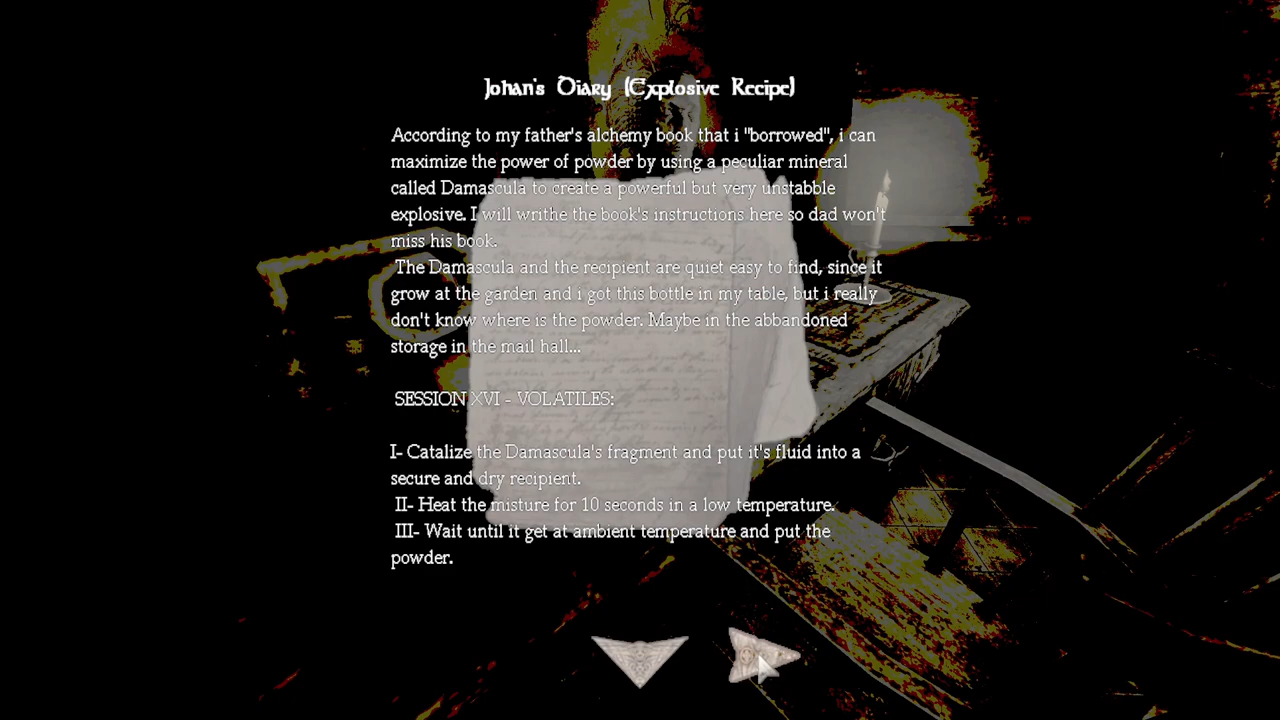 Johan's Diary (Explosive Recipe)
According to my father's alchemy book that i "borrowed", i can
maximize the power of powder by using a peculiar mineral
called Damascula to create a powerful but very unstabble
explosive. I will writhe the book's instructions here so dad won't
miss his book.
The Damascula and the recipient are quiet easy to find, since it
grow at the garden and i got this bottle in my table, but i really
don't know where is the powder. Maybe in the abbandoned
storage in the mail hall...
SESSION XVI - VOLATILES:
I- Catalize the Damascula's fragment and put it's fluid into a
secure and dry recipient.
II- Heat the misture for 10 seconds in a low temperature.
III- Wait until it get at ambient temperature and put the
powder.